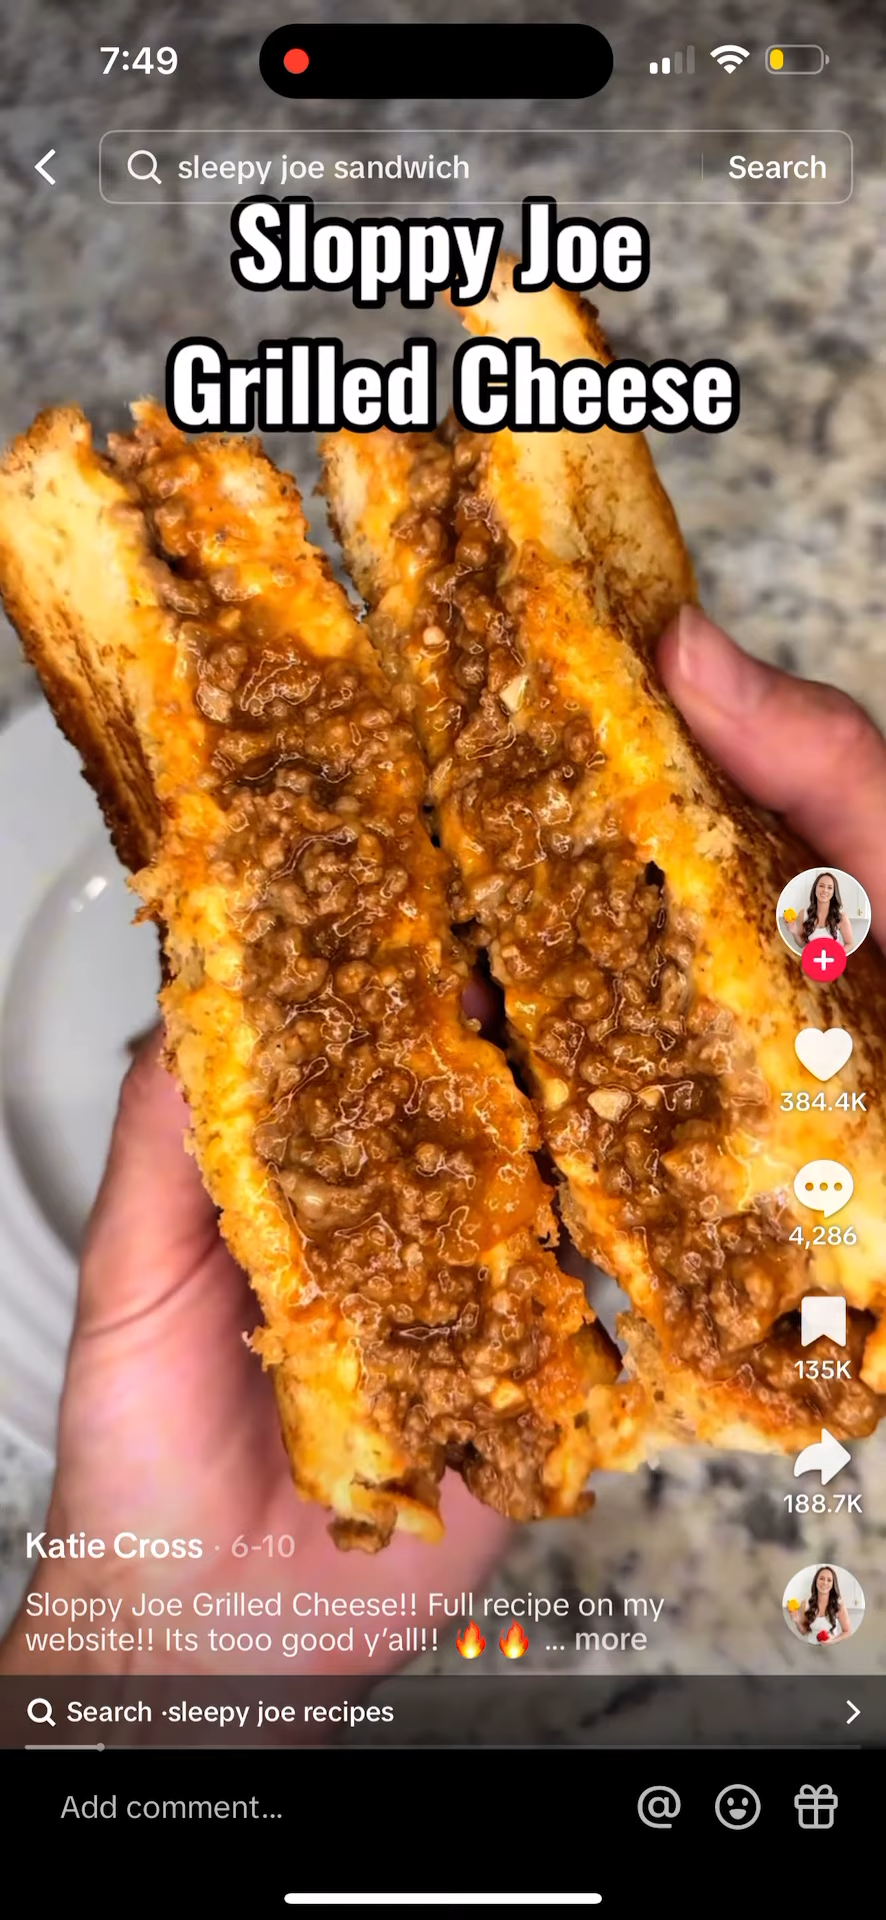 7:49
sleepy joe sandwich
Search
Sloppy Joe
Grilled Cheese
384.4K
4,286
135K
188.7K
Katie Cross · 6-10
Sloppy Joe Grilled Cheese!! Full recipe on my
website!! Its tooo good y’all!! 🔥🔥 ... more
Search ·sleepy joe recipes
Add comment...